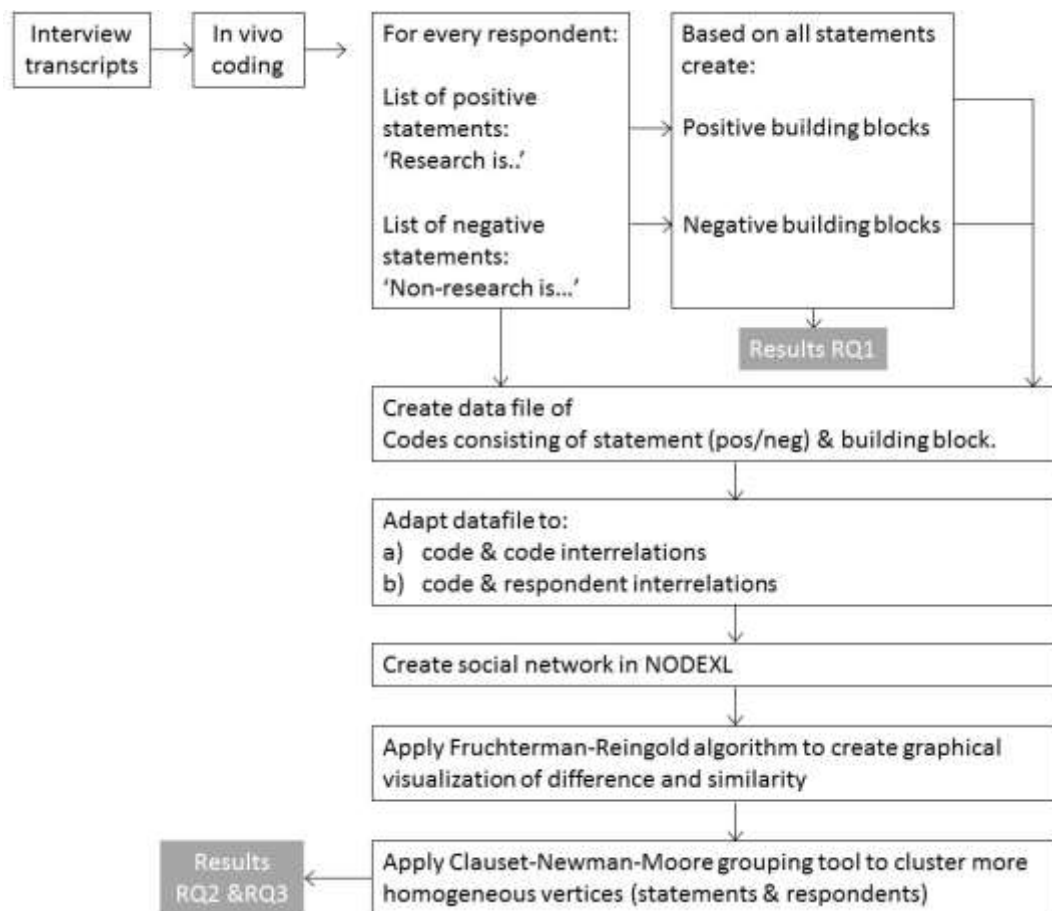 Interview
transcripts
In vivo
coding
For every respondent:
List of positive
statements:
‘Research is..’
List of negative
statements:
‘Non-research is...’
Based on all statements
create:
Positive building blocks
Negative building blocks
Results RQ1
Create data file of
Codes consisting of statement (pos/neg) & building block.
Adapt datafile to:
a) code & code interrelations
b) code & respondent interrelations
Create social network in NODEXL
Apply Fruchterman-Reingold algorithm to create graphical
visualization of difference and similarity
Results
RQ2 &RQ3
Apply Clauset-Newman-Moore grouping tool to cluster more
homogeneous vertices (statements & respondents)